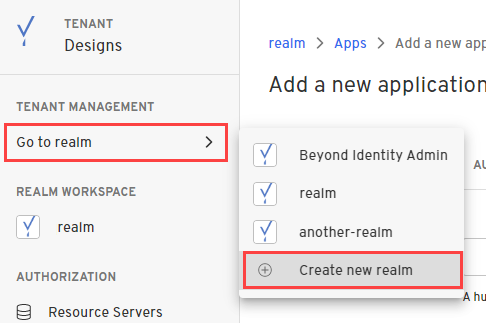 TENANT
Designs
TENANT MANAGEMENT
Go to realm
REALM WORKSPACE
realm
AUTHORIZATION
Resource Servers
realm > Apps > Add a new app
Add a new application
Beyond Identity Admin
realm
another-realm
Create new realm
AU
A hu